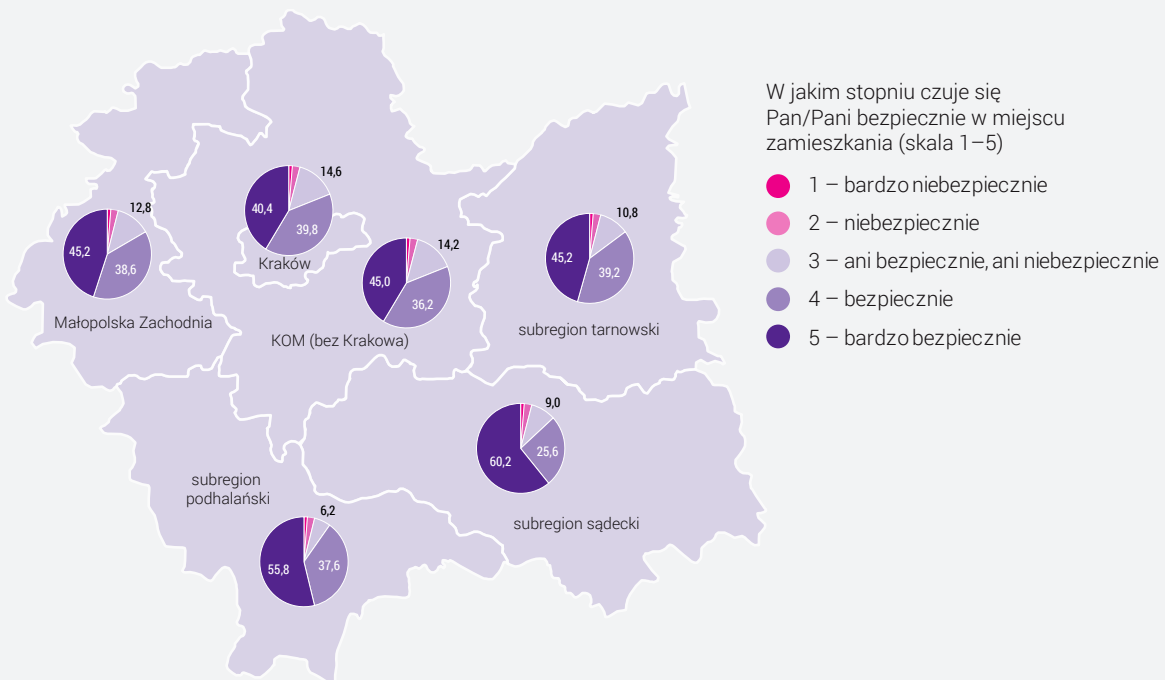 W jakim stopniu czuje się
Pan/Pani bezpiecznie w miejscu
zamieszkania (skala 1–5)
1 – bardzo niebezpiecznie
2 – niebezpiecznie
3 – ani bezpiecznie, ani niebezpiecznie
4 – bezpiecznie
5 – bardzo bezpiecznie
14,6
40,4
39,8
Kraków
12,8
45,2
38,6
Małopolska Zachodnia
14,2
45,0
36,2
KOM (bez Krakowa)
10,8
45,2
39,2
subregion tarnowski
9,0
25,6
60,2
subregion sądecki
subregion
podhalański
6,2
55,8
37,6